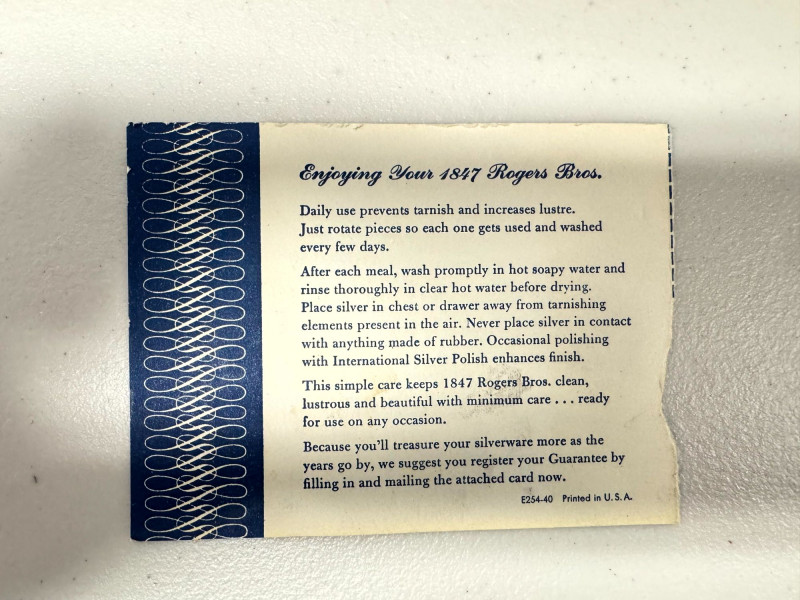 Enjoying Your 1847 Rogers Bros.
Daily use prevents tarnish and increases lustre.
Just rotate pieces so each one gets used and washed
every few days.
After each meal, wash promptly in hot soapy water and
rinse thoroughly in clear hot water before drying.
Place silver in chest or drawer away from tarnishing
elements present in the air. Never place silver in contact
with anything made of rubber. Occasional polishing
with International Silver Polish enhances finish.
This simple care keeps 1847 Rogers Bros. clean,
lustrous and beautiful with minimum care . . . ready
for use on any occasion.
Because you'll treasure your silverware more as the
years go by, we suggest you register your Guarantee by
filling in and mailing the attached card now.
E254-40 Printed in U. S. A.